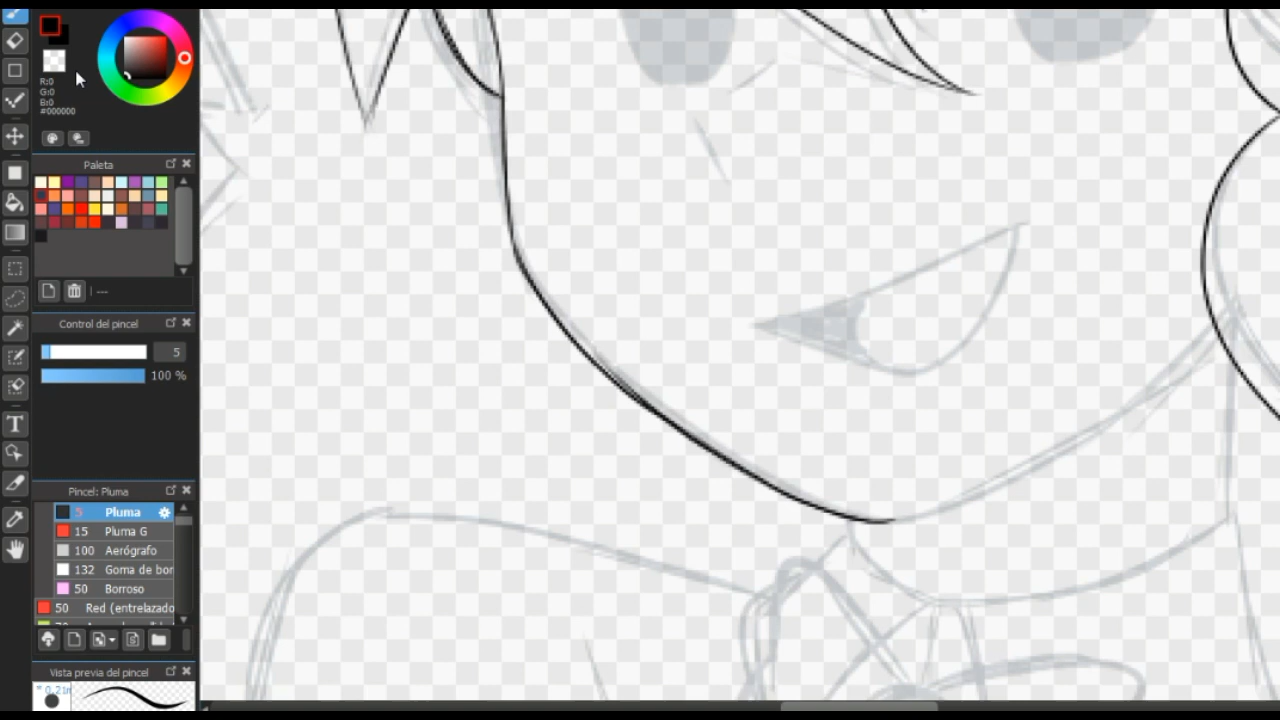 R:0
G:0
B:0
#000000
Paleta
---
Control del pincel
5
100 %
Pincel: Pluma
5 Pluma
15 Pluma G
100 Aerógrafo
132 Goma de bor
50 Borroso
50 Red (entrelazado
Vista previa del pincel
T